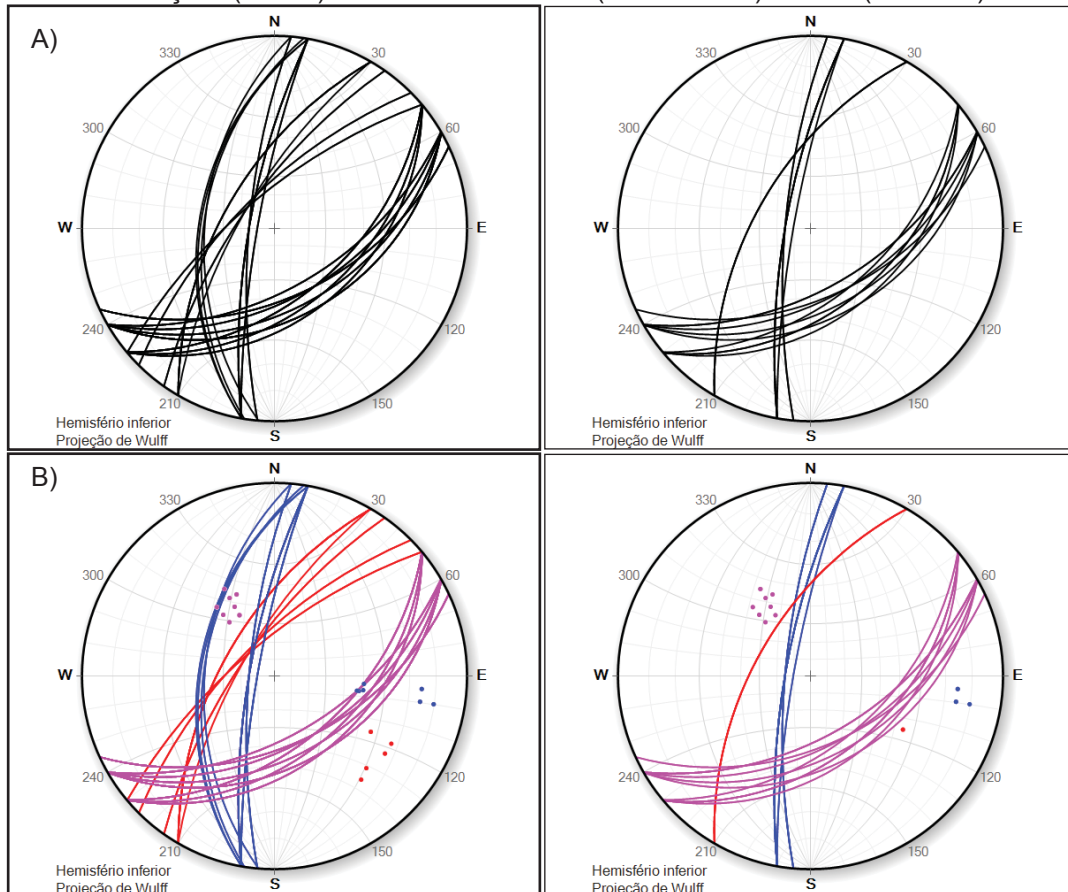 A)
N
330
30
300
60
W
E
240
120
210
150
S
Hemisfério inferior
Projeção de Wulff
N
330
30
300
60
W
E
240
120
210
150
S
Hemisfério inferior
Projeção de Wulff
B)
N
330
30
300
60
W
E
240
120
210
150
S
Hemisfério inferior
Projeção de Wulff
N
330
30
300
60
W
E
240
120
210
150
S
Hemisfério inferior
Projeção de Wulff